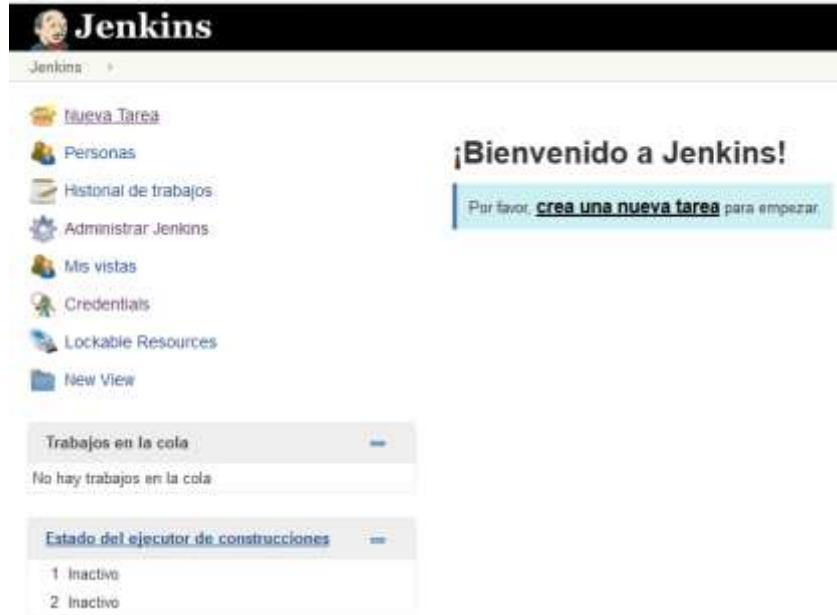 Jenkins
Jenkins
Nueva Tarea
Personas
Historial de trabajos
Administrar Jenkins
Mis vistas
Credentials
Lockable Resources
New View
¡Bienvenido a Jenkins!
Por favor, crea una nueva tarea para empezar.
Trabajos en la cola
No hay trabajos en la cola
Estado del ejecutor de construcciones
1 Inactivo
2 Inactivo